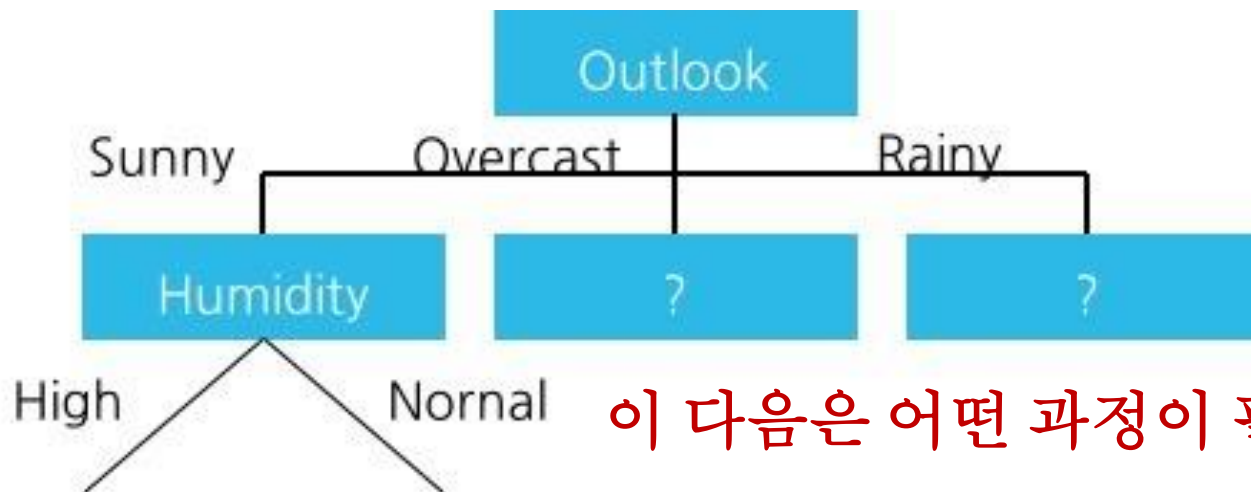 Outlook
Sunny Overcast Rainy
Humidity ? ?
High Nornal 이 다음은 어떤 과정이